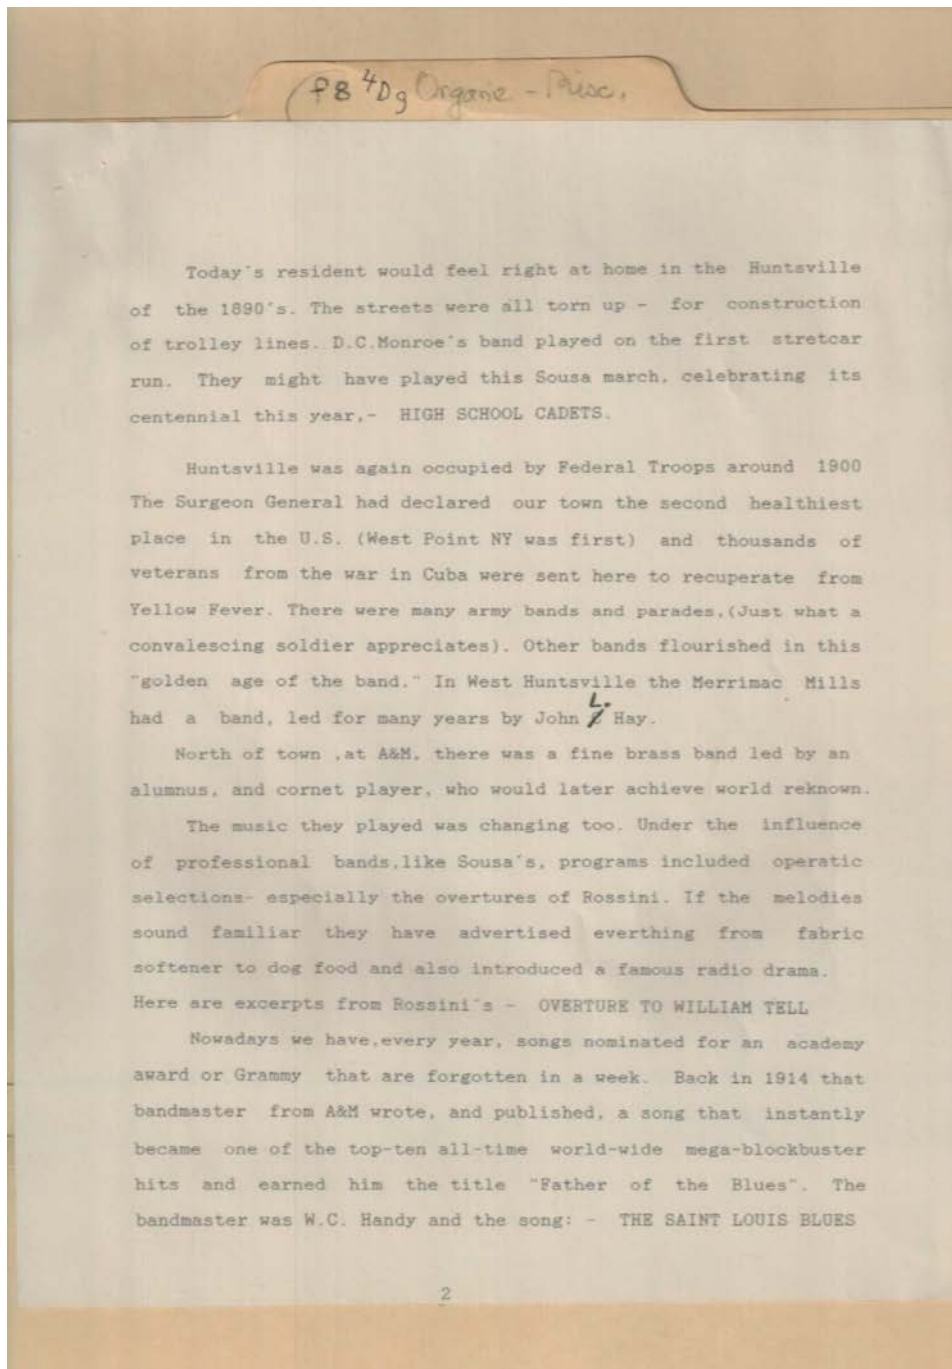 f8 4Dg Organie - Misc.
Today's resident would feel right at home in the Huntsville
of the 1890's. The streets were all torn up - for construction
of trolley lines. D.C.Monroe's band played on the first stretcar
run. They might have played this Sousa march, celebrating its
centennial this year,- HIGH SCHOOL CADETS.
Huntsville was again occupied by Federal Troops around 1900
The Surgeon General had declared our town the second healthiest
place in the U.S. (West Point NY was first) and thousands of
veterans from the war in Cuba were sent here to recuperate from
Yellow Fever. There were many army bands and parades,(Just what a
convalescing soldier appreciates). Other bands flourished in this
"golden age of the band." In West Huntsville the Merrimac Mills
had a band, led for many years by John L. Hay.
North of town ,at A&M, there was a fine brass band led by an
alumnus, and cornet player, who would later achieve world reknown.
The music they played was changing too. Under the influence
of professional bands,like Sousa's, programs included operatic
selections- especially the overtures of Rossini. If the melodies
sound familiar they have advertised everthing from fabric
softener to dog food and also introduced a famous radio drama.
Here are excerpts from Rossini's - OVERTURE TO WILLIAM TELL
Nowadays we have,every year, songs nominated for an academy
award or Grammy that are forgotten in a week. Back in 1914 that
bandmaster from A&M wrote, and published, a song that instantly
became one of the top-ten all-time world-wide mega-blockbuster
hits and earned him the title "Father of the Blues". The
bandmaster was W.C. Handy and the song: - THE SAINT LOUIS BLUES
2